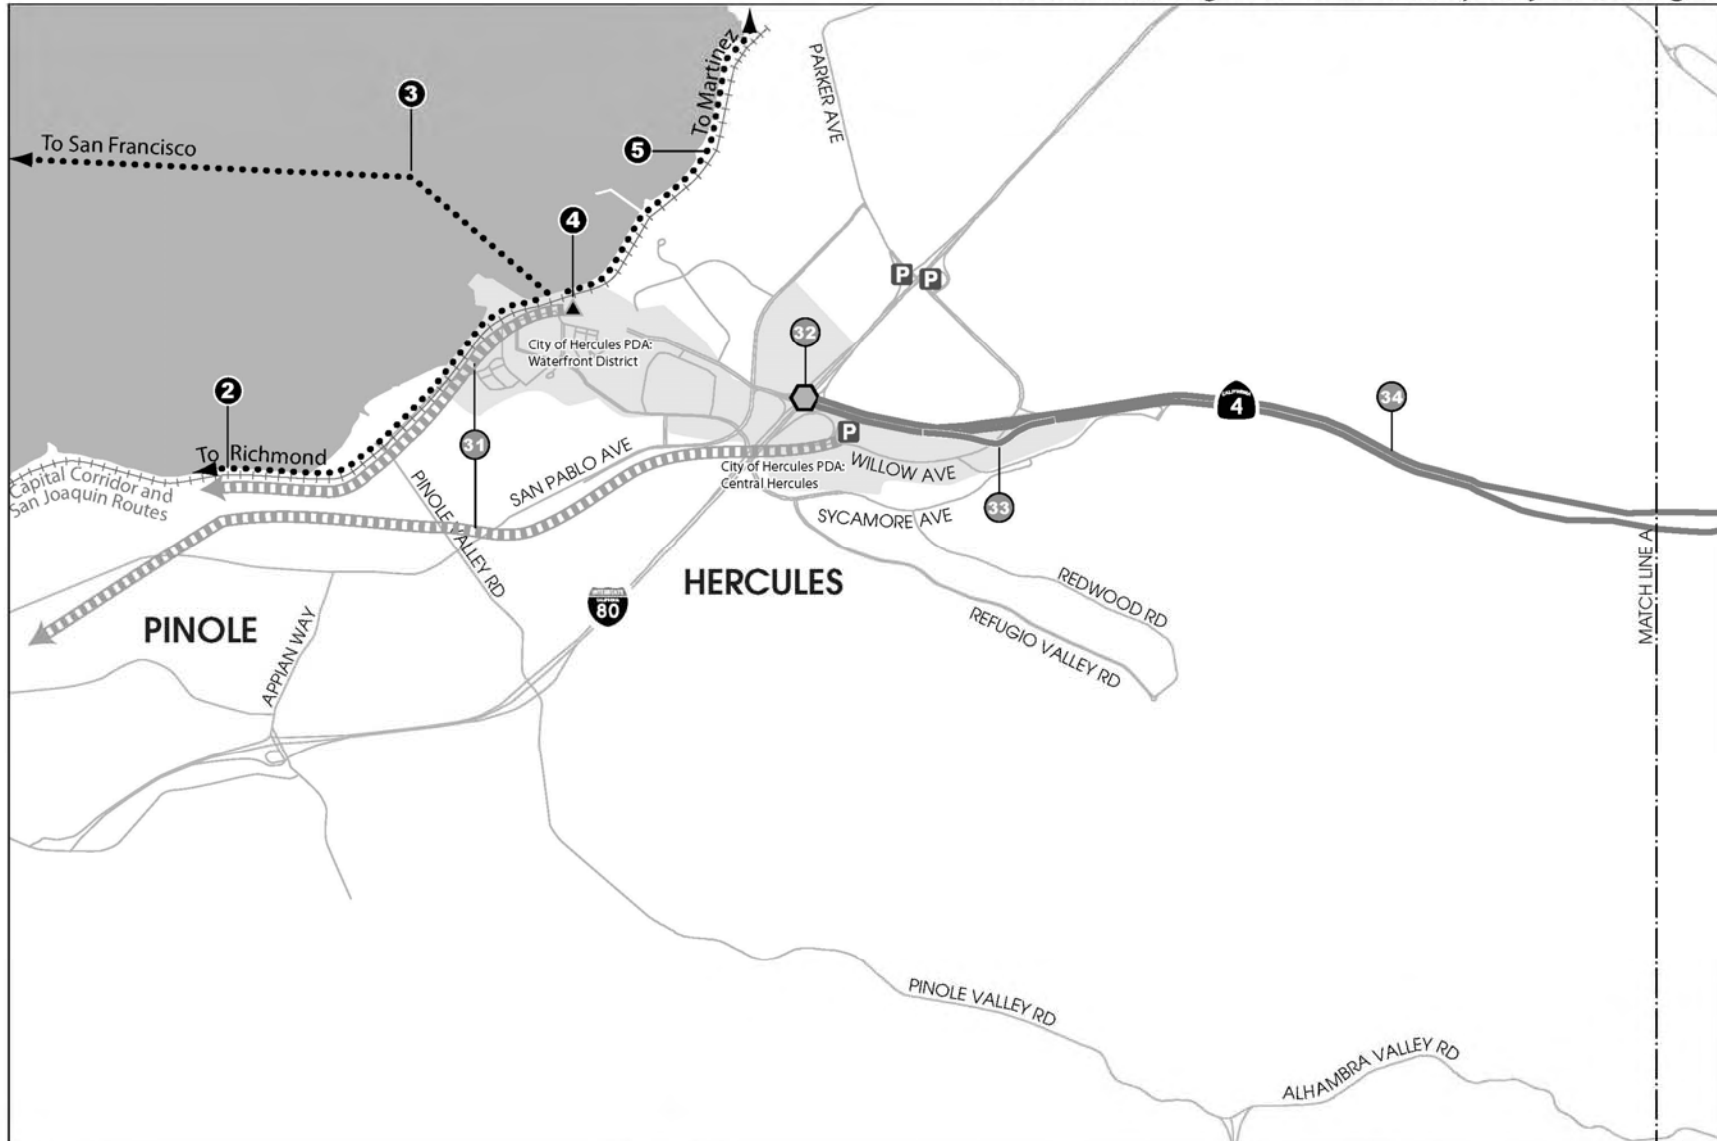 To Martinez
PARKER AVE
3
To San Francisco
5
4
P
P
32
City of Hercules PDA:
Waterfront District
2
CALIFORNIA
4
34
P
To Richmond
31
SAN PABLO AVE
WILLOW AVE
City of Hercules PDA:
Central Hercules
Capital Corridor and
San Joaquin Routes
PINOLE VALLEY RD
SYCAMORE AVE
33
MATCH LINE A
HERCULES
REDWOOD RD
INTERSTATE
CALIFORNIA
80
REFUGIO VALLEY RD
PINOLE
APPIAN WAY
PINOLE VALLEY RD
ALHAMBRA VALLEY RD